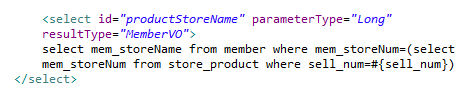 <select id="productStoreName" parameterType="Long"
resultType="MemberVO">
select mem_storeName from member where mem_storeNum=(select
mem_storeNum from store_product where sell_num=#{sell_num})
</select>